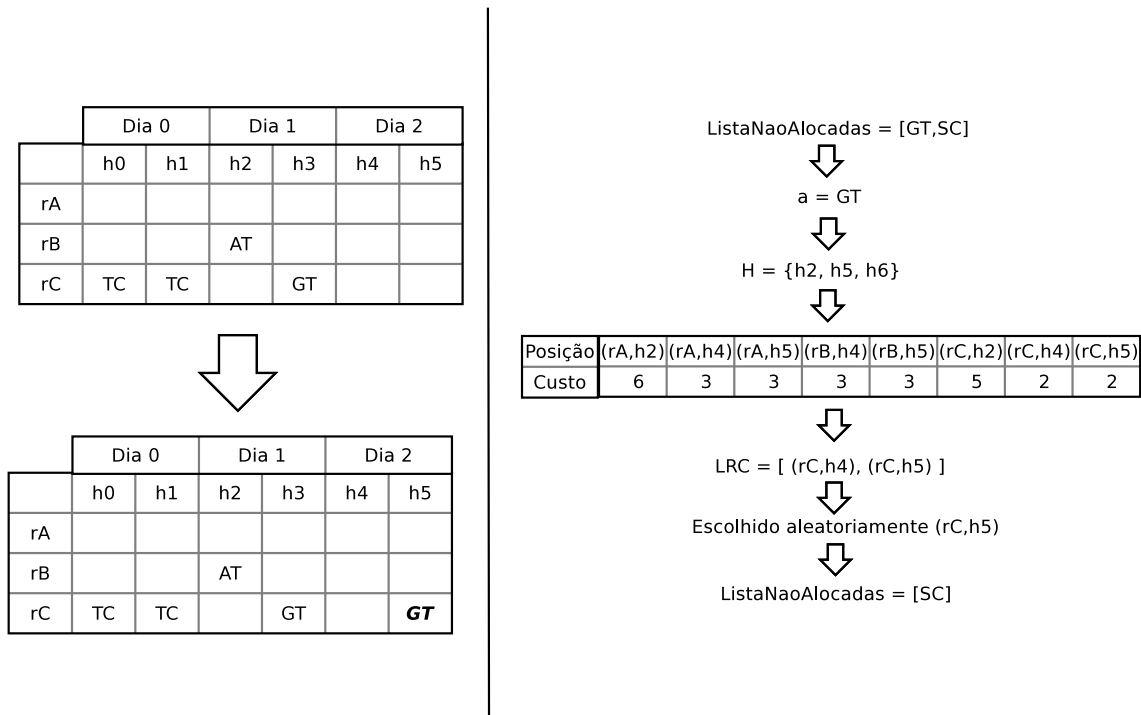 Dia 0 Dia 1 Dia 2
h0 h1 h2 h3 h4 h5
rA
rB AT
rC TC TC GT
Dia 0 Dia 1 Dia 2
h0 h1 h2 h3 h4 h5
rA
rB AT
rC TC TC GT GT
ListaNaoAlocadas = [GT,SC]
a = GT
H = {h2, h5, h6}
Posição (rA,h2) (rA,h4) (rA,h5) (rB,h4) (rB,h5) (rC,h2) (rC,h4) (rC,h5)
Custo 6 3 3 3 3 5 2 2
LRC = [ (rC,h4), (rC,h5) ]
Escolhido aleatoriamente (rC,h5)
ListaNaoAlocadas = [SC]